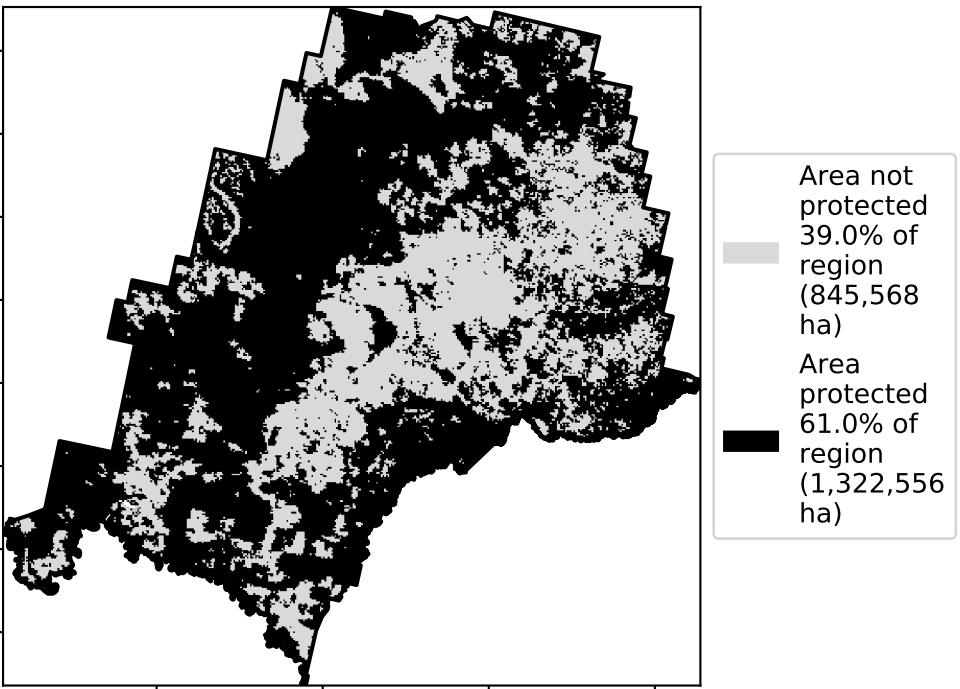 Area not
protected
39.0% of
region
(845,568
ha)
Area
protected
61.0% of
region
(1,322,556
ha)